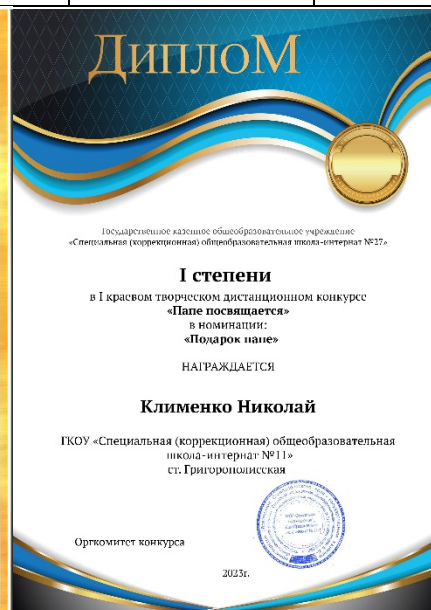 ДиплоМ
Государственное казенное общеобразовательное учреждение
«Специальная (коррекционная) общеобразовательная школа-интернат №27»
I степени
в I краевом творческом дистанционном конкурсе
«Папе посвящается»
в номинации:
«Подарок папе»
НАГРАЖДАЕТСЯ
Клименко Николай
ГКОУ «Специальная (коррекционная) общеобразовательная
школа-интернат №11»
ст. Григорополисская
Оргкомитет конкурса
2023г.